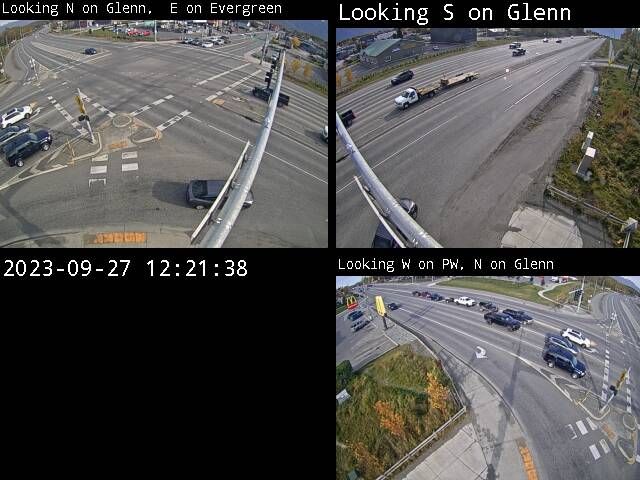 Looking N on Glenn, E on Evergreen
Looking S on Glenn
2023-09-27 12:21:38
Looking W on PW, N on Glenn